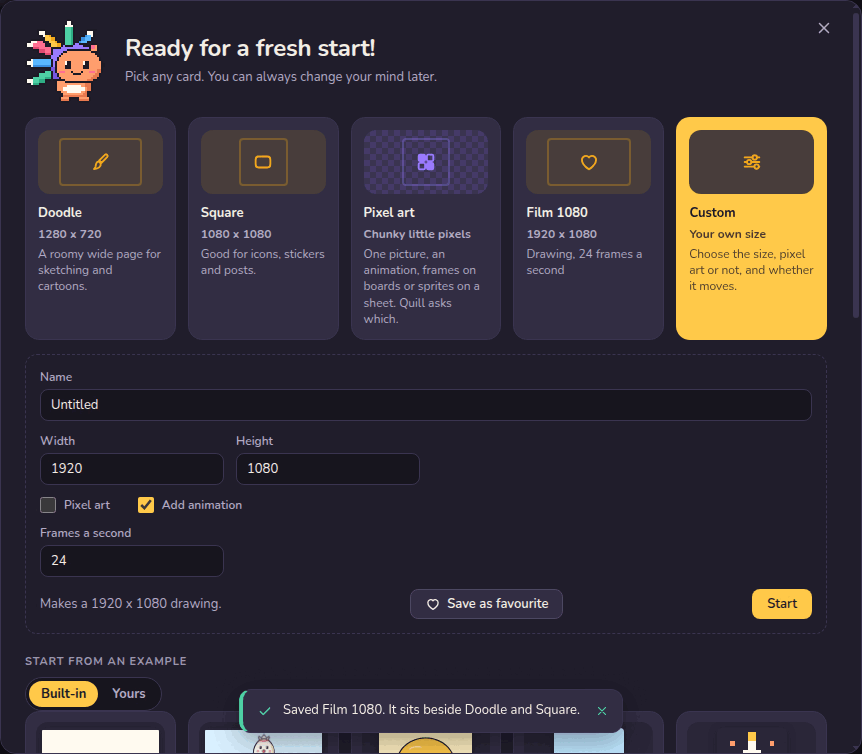 Ready for a fresh start!
Pick any card. You can always change your mind later.
Doodle
1280 x 720
A roomy wide page for
sketching and
cartoons.
Square
1080 x 1080
Good for icons, stickers
and posts.
Pixel art
Chunky little pixels
One picture, an
animation, frames on
boards or sprites on a
sheet. Quill asks
which.
Film 1080
1920 x 1080
Drawing, 24 frames a
second
Custom
Your own size
Choose the size, pixel
art or not, and whether
it moves.
Name
Untitled
Width
Height
1920
1080
Pixel art
Add animation
Frames a second
24
Makes a 1920 x 1080 drawing.
Save as favourite
Start
START FROM AN EXAMPLE
Built-in
Yours
Saved Film 1080. It sits beside Doodle and Square.